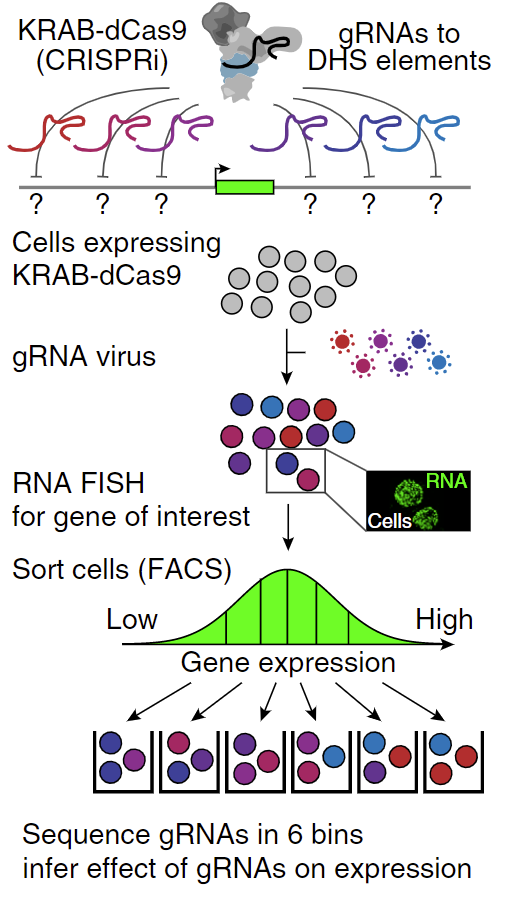 KRAB-dCas9
(CRISPRi)
gRNAs to
DHS elements
? ? ? ? ? ?
Cells expressing
KRAB-dCas9
gRNA virus
RNA FISH
for gene of interest
RNA
Cells
Sort cells (FACS)
Low
High
Gene expression
Sequence gRNAs in 6 bins
infer effect of gRNAs on expression